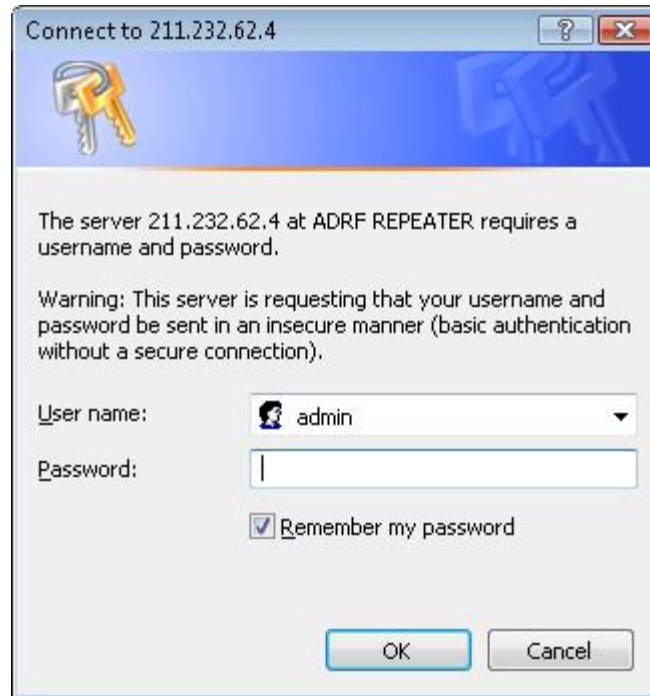 Connect to 211.232.62.4
The server 211.232.62.4 at ADRF REPEATER requires a
username and password.
Warning: This server is requesting that your username and
password be sent in an insecure manner (basic authentication
without a secure connection).
User name:
admin
Password:
Remember my password
OK
Cancel